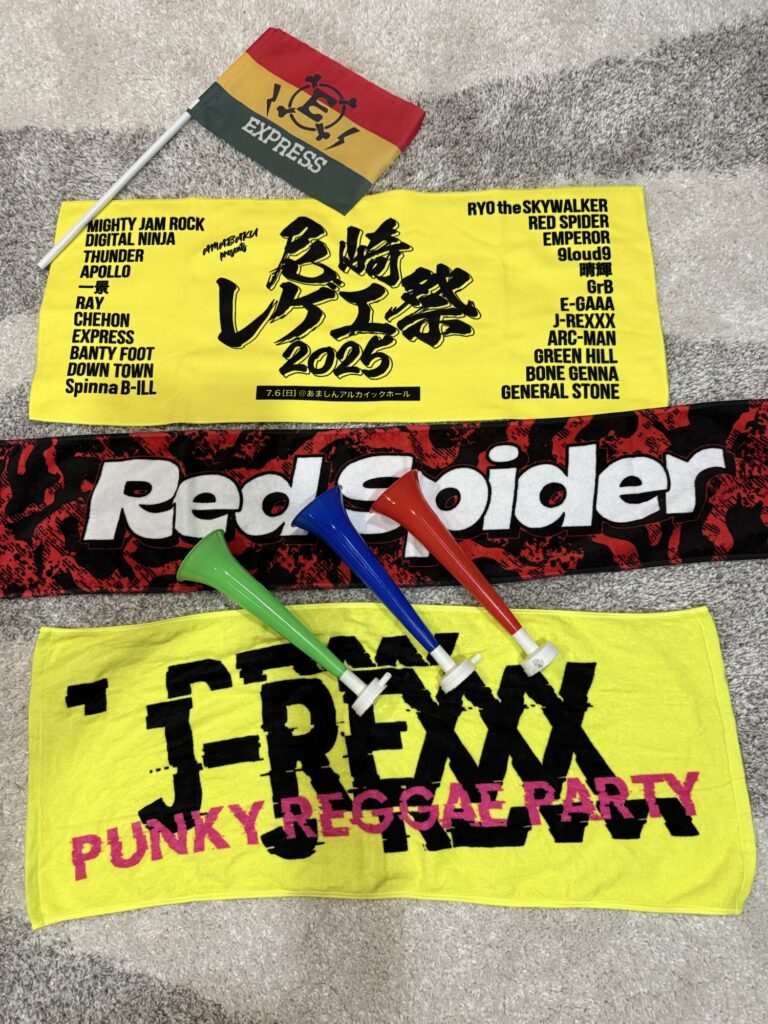 E
EXPRESS
MIGHTY JAM ROCK
DIGITAL NINJA
THUNDER
APOLLO
一景
RAY
CHEHON
EXPRESS
BANTY FOOT
DOWN TOWN
Spinna B-ILL
AMABAKU
presents
尼崎
レゲエ祭
2025
7.6[日]@あましんアルカイックホール
RYO the SKYWALKER
RED SPIDER
EMPEROR
9loud9
晴輝
GrB
E-GAAA
J-REXXX
ARC-MAN
GREEN HILL
BONE GENNA
GENERAL STONE
Red Spider
J-REXXX
PUNKY REGGAE PARTY